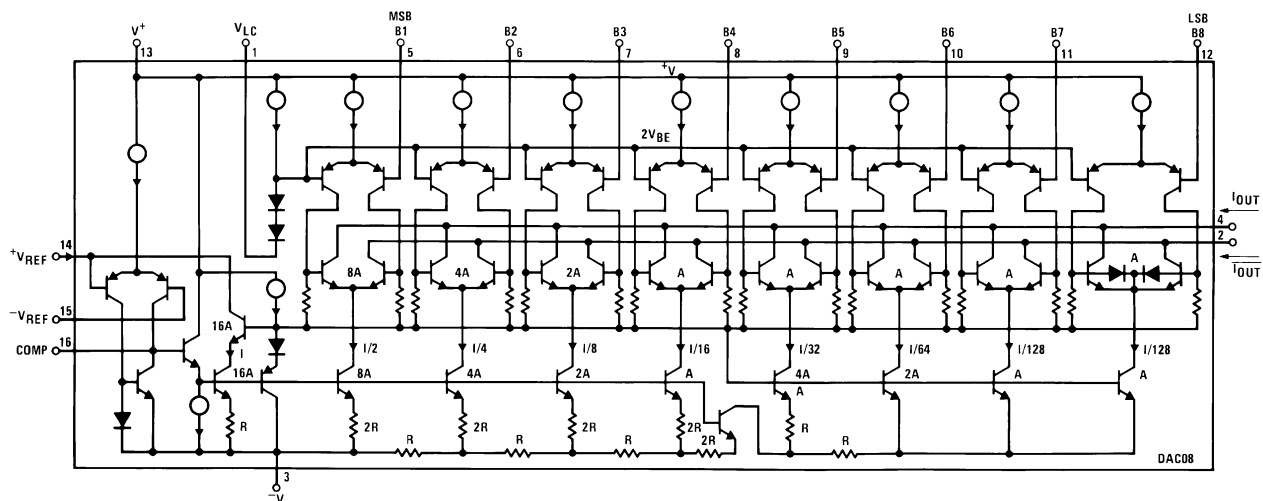 MSB
LSB
V+
VLC
B1
B2
B3
B4
B5
B6
B7
B8
13
1
5
6
7
8
9
10
11
12
+V
2VBE
IOUT
4
2
IOUT
14
+VREF
−VREF
15
16
COMP
8A
4A
2A
A
A
A
A
A
16A
I
16A
I/2
I/4
I/8
I/16
I/32
I/64
I/128
I/128
8A
4A
2A
A
4A
A
2A
A
A
R
2R
2R
2R
2R
R
R
R
R
2R
R
3
−V
DAC08